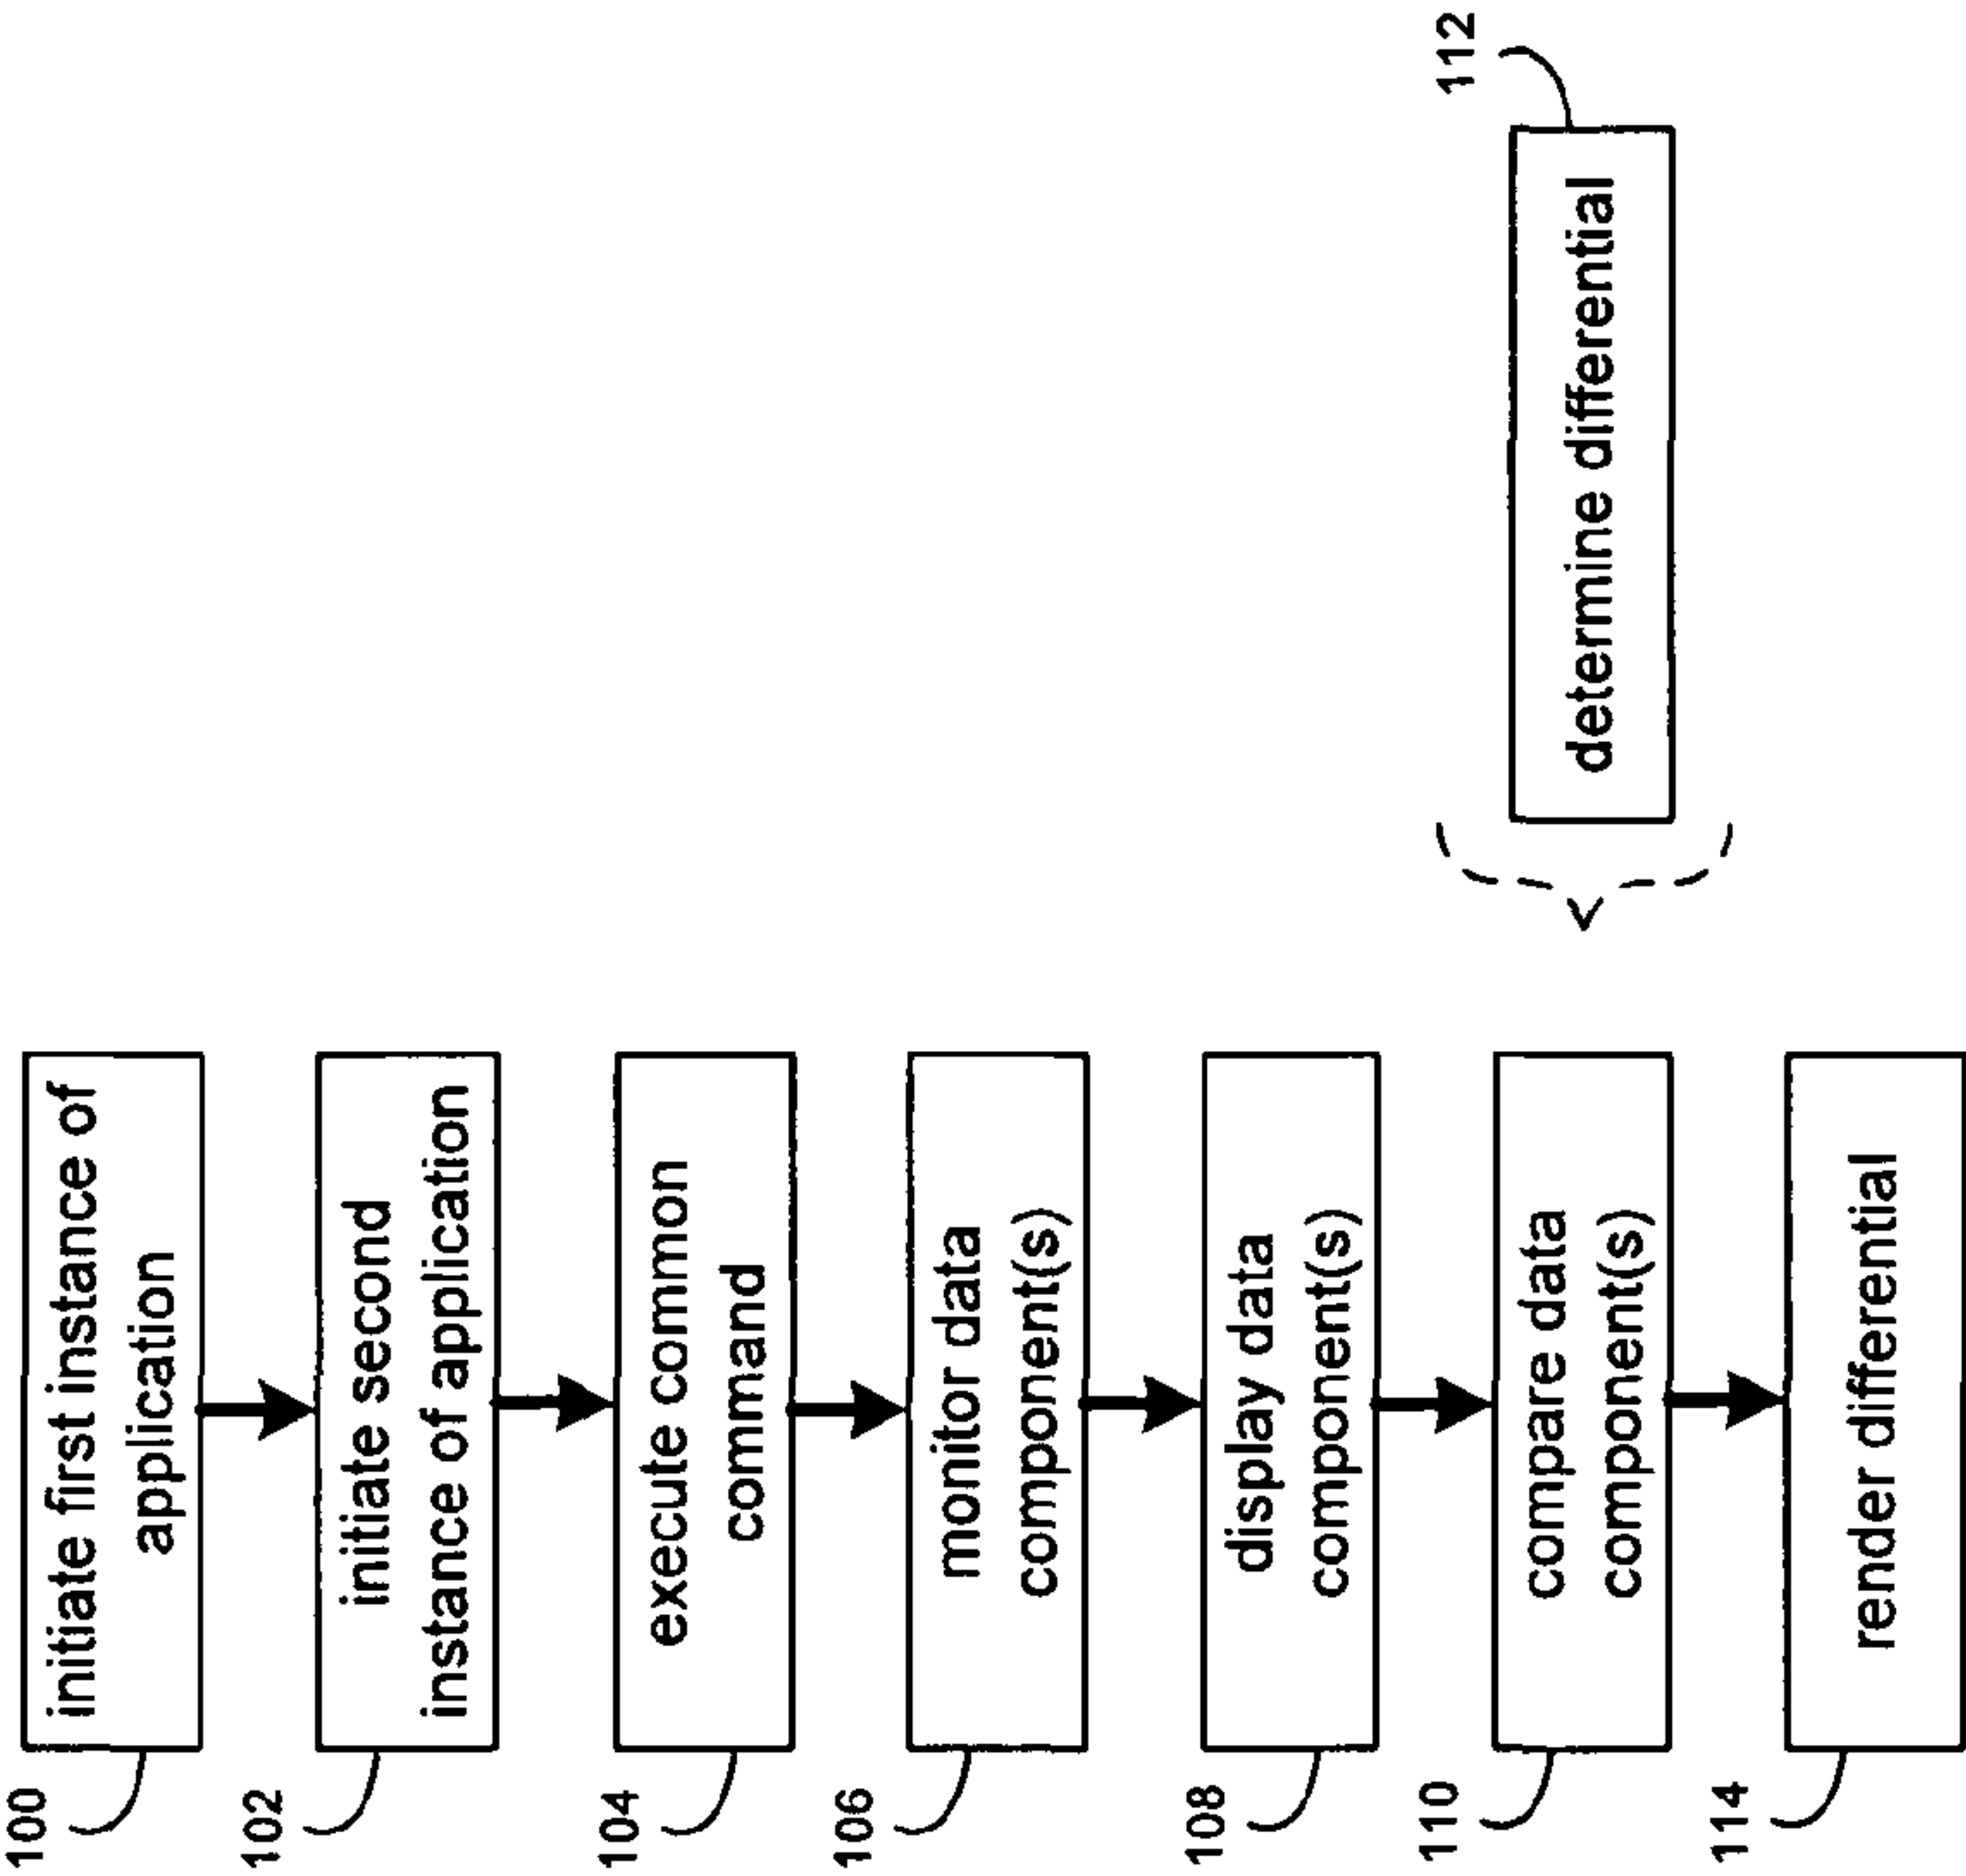 100
initiate first instance of
application
102
initiate second
instance of application
104
execute common
command
106
monitor data
component(s)
108
display data
component(s)
110
compare data
component(s)
112
determine differential
114
render differential